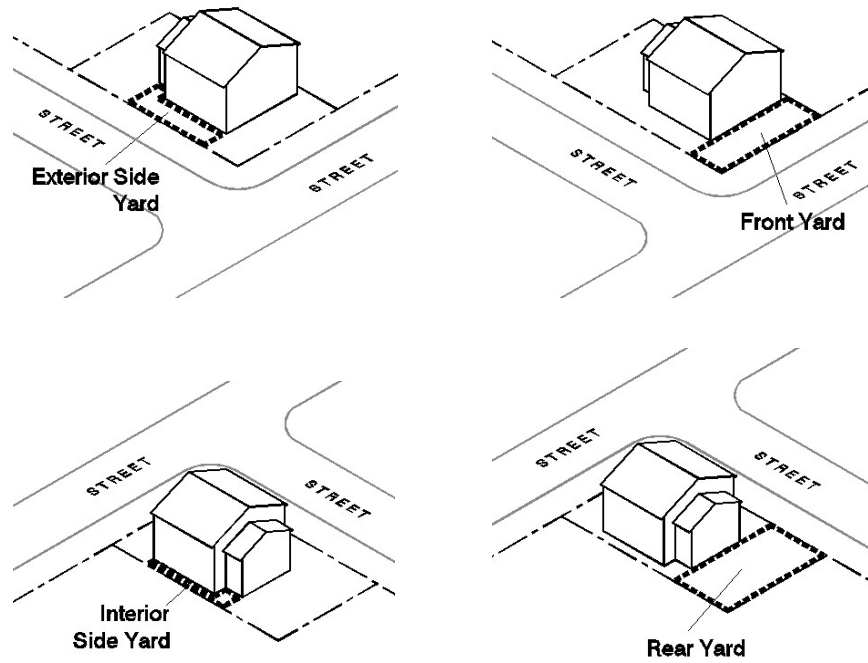 STREET
Exterior Side
Yard
STREET
STREET
STREET
Front Yard
STREET
STREET
Interior
Side Yard
STREET
STREET
Rear Yard